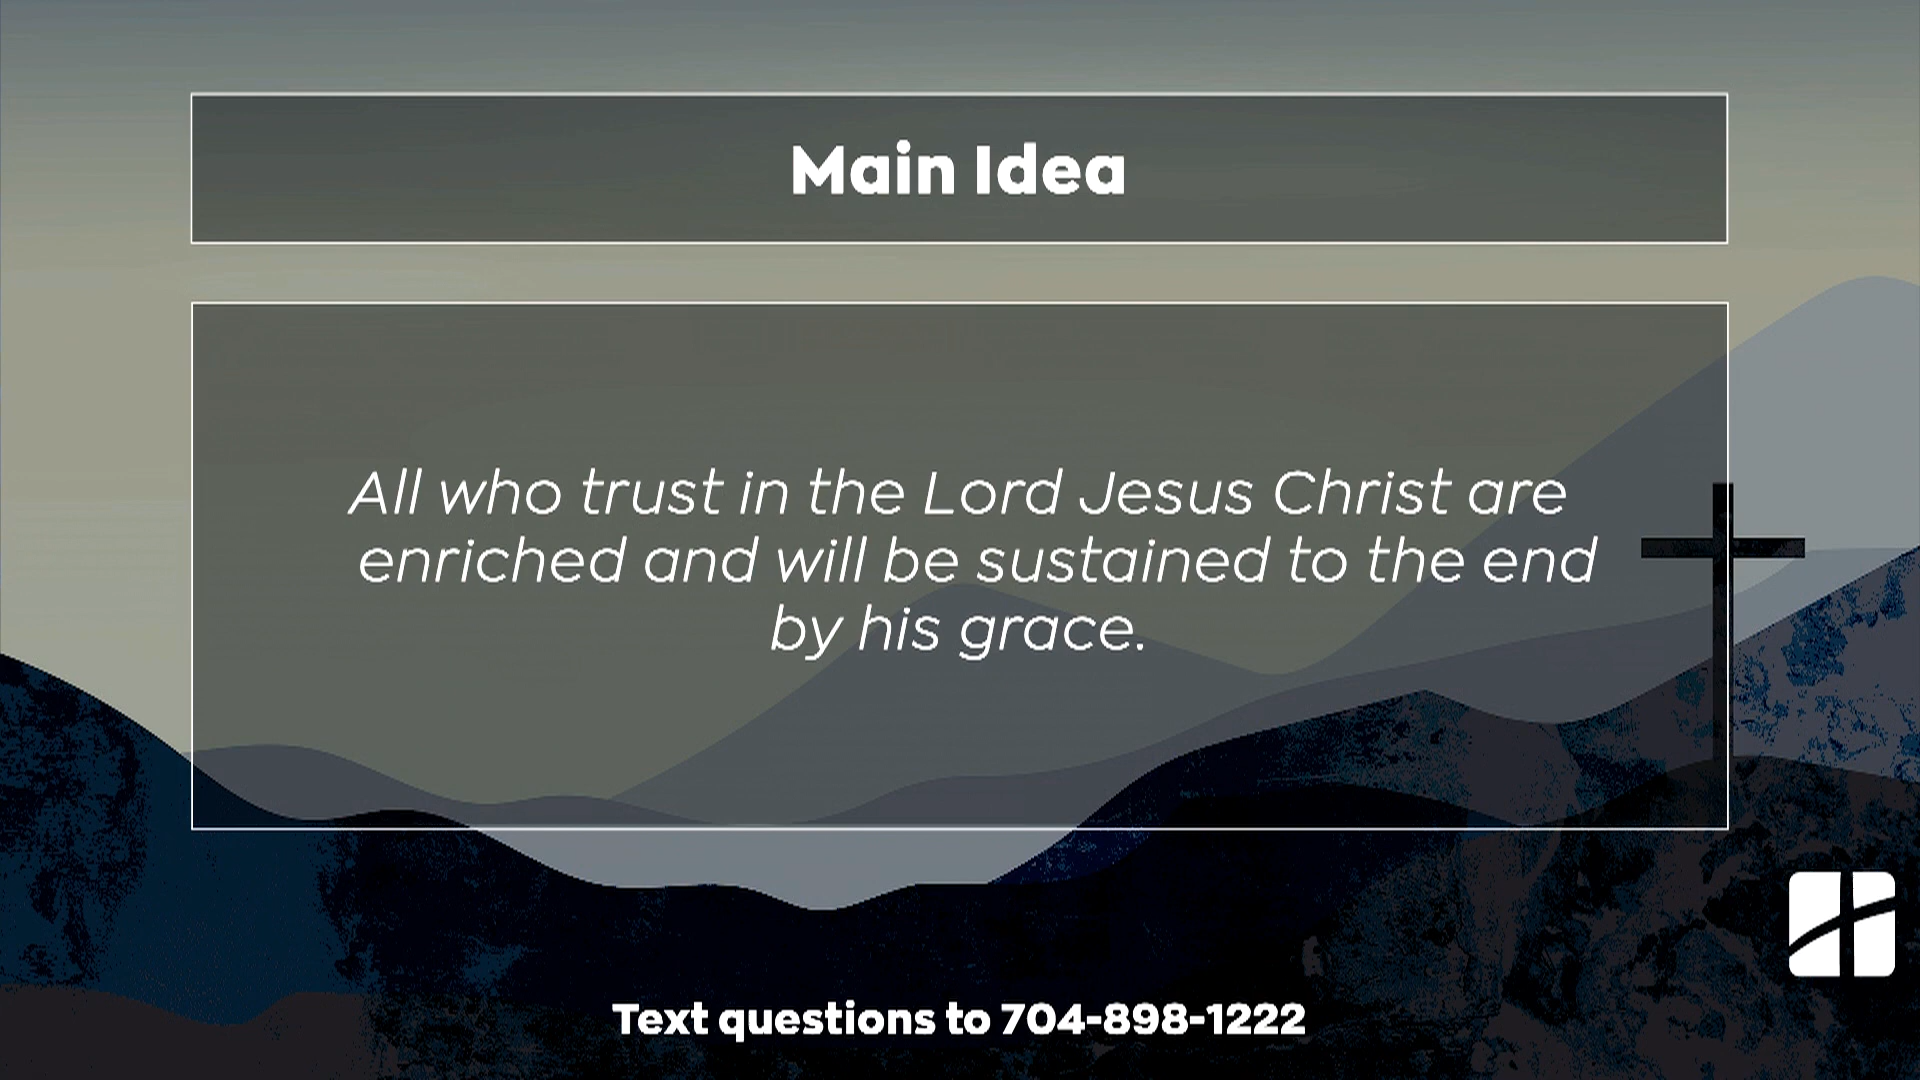 Main Idea
All who trust in the Lord Jesus Christ are
enriched and will be sustained to the end
by his grace.
Text questions to 704-898-1222